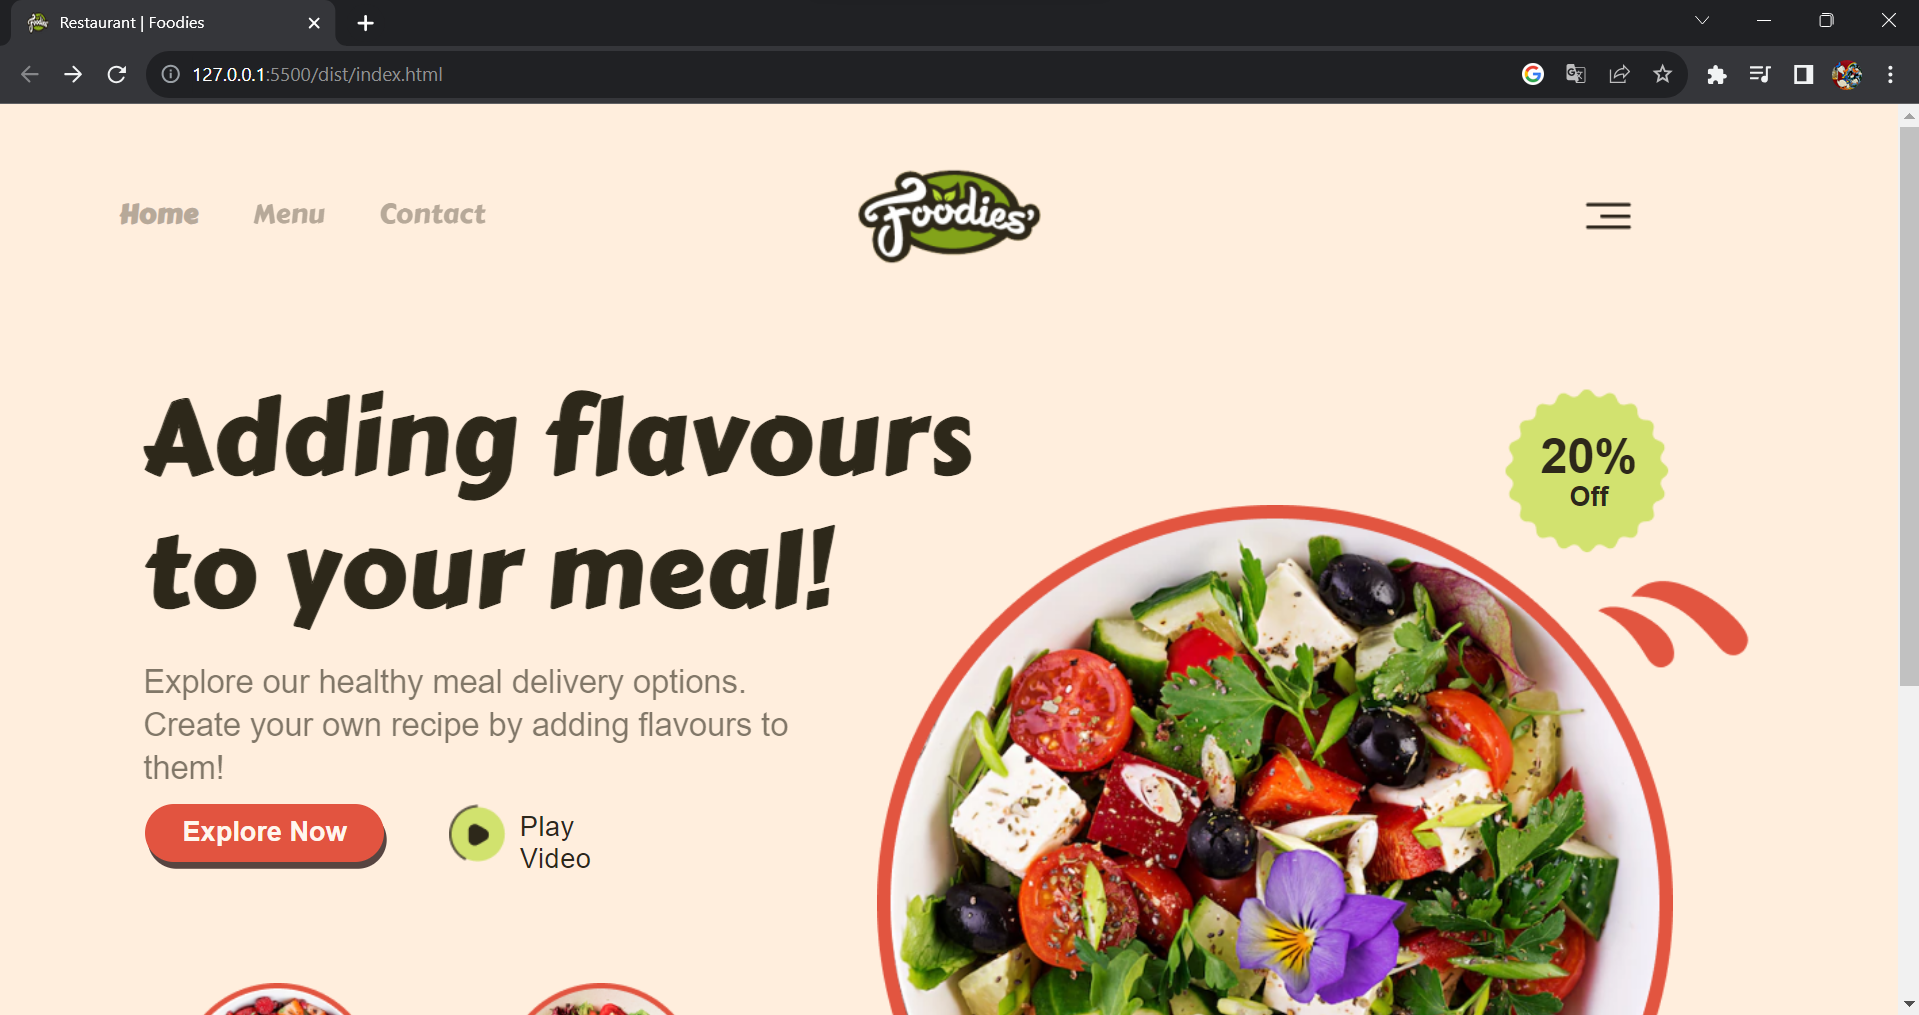 Restaurant | Foodies
127.0.0.1:5500/dist/index.html
Home Menu Contact
Foodies'
Adding flavours
to your meal!
20%
Off
Explore our healthy meal delivery options.
Create your own recipe by adding flavours to
them!
Explore Now
Play
Video